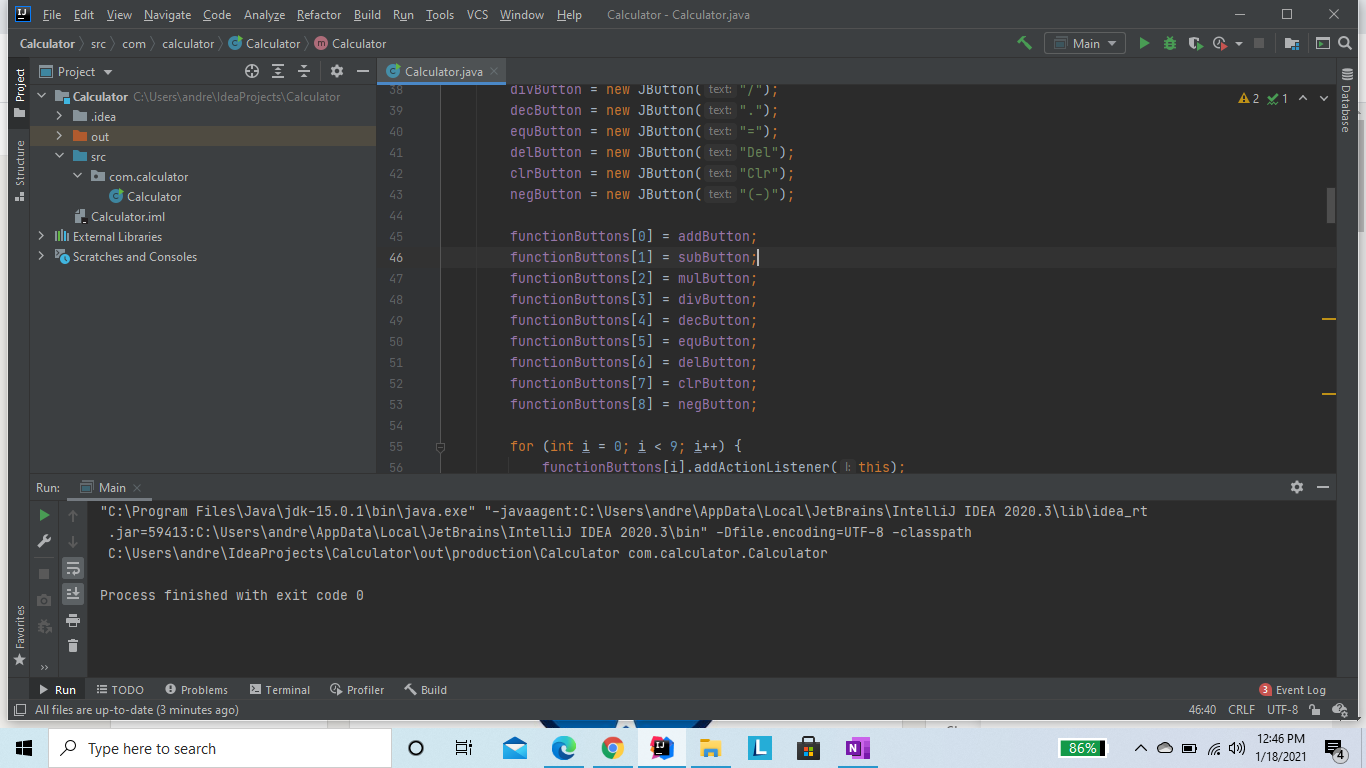 File Edit View Navigate Code Analyze Refactor Build Run Tools VCS Window Help Calculator - Calculator.java
Calculator src com calculator Calculator Calculator Main
Project
Calculator.java
Calculator C:\Users\andre\IdeaProjects\Calculator
.idea
out
src
com.calculator
Calculator
Calculator.iml
External Libraries
Scratches and Consoles
Project
Structure
Favorites
Database
2 1
38 divButton = new JButton( text: "/");
39 decButton = new JButton( text: ".");
40 equButton = new JButton( text: "=");
41 delButton = new JButton( text: "Del");
42 clrButton = new JButton( text: "Clr");
43 negButton = new JButton( text: "(-)");
44
45 functionButtons[0] = addButton;
46 functionButtons[1] = subButton;
47 functionButtons[2] = mulButton;
48 functionButtons[3] = divButton;
49 functionButtons[4] = decButton;
50 functionButtons[5] = equButton;
51 functionButtons[6] = delButton;
52 functionButtons[7] = clrButton;
53 functionButtons[8] = negButton;
54
55 for (int i = 0; i < 9; i++) {
56 functionButtons[i].addActionListener( l: this);
Run: Main
"C:\Program Files\Java\jdk-15.0.1\bin\java.exe" "-javaagent:C:\Users\andre\AppData\Local\JetBrains\IntelliJ IDEA 2020.3\lib\idea_rt
.jar=59413:C:\Users\andre\AppData\Local\JetBrains\IntelliJ IDEA 2020.3\bin" -Dfile.encoding=UTF-8 -classpath
C:\Users\andre\IdeaProjects\Calculator\out\production\Calculator com.calculator.Calculator
Process finished with exit code 0
Run TODO Problems Terminal Profiler Build 3 Event Log
All files are up-to-date (3 minutes ago) 46:40 CRLF UTF-8
Type here to search
86%
12:46 PM
1/18/2021
4